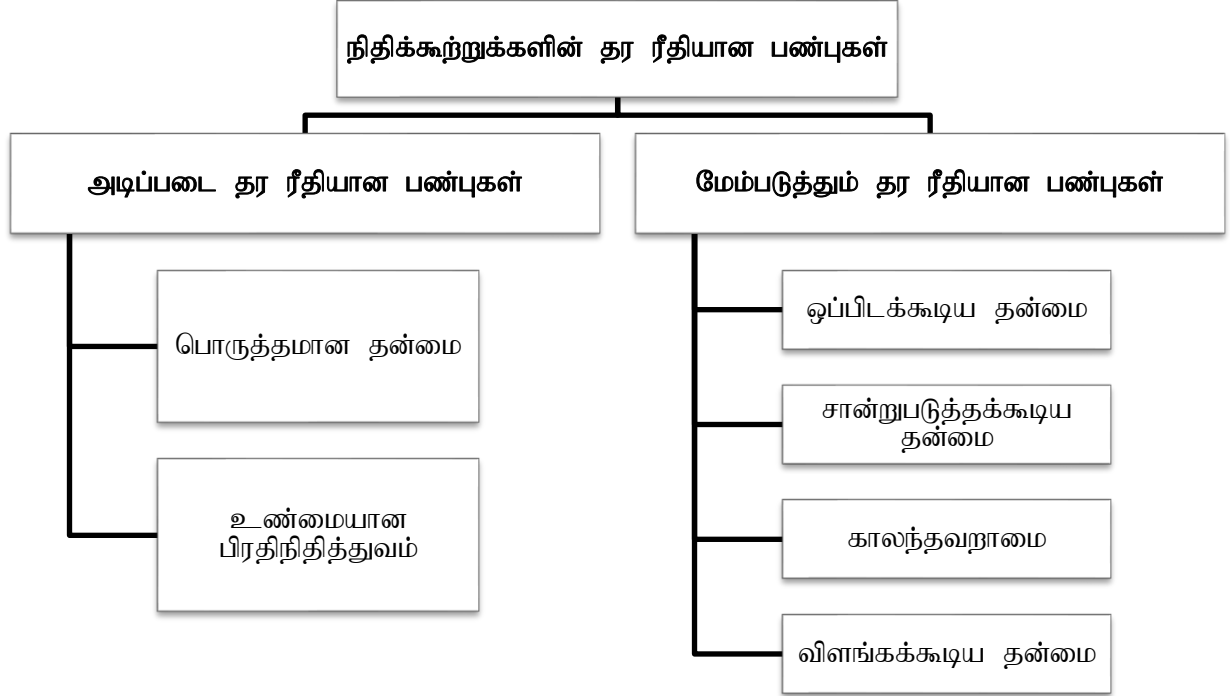 நிதிக்கூற்றுக்களின் தர ரீதியான பண்புகள்
அடிப்படை தர ரீதியான பண்புகள்
பொருத்தமான தன்மை
உண்மையான
பிரதிநிதித்துவம்
மேம்படுத்தும் தர ரீதியான பண்புகள்
ஒப்பிடக்கூடிய தன்மை
சான்றுபடுத்தக்கூடிய
தன்மை
காலந்தவறாமை
விளங்கக்கூடிய தன்மை